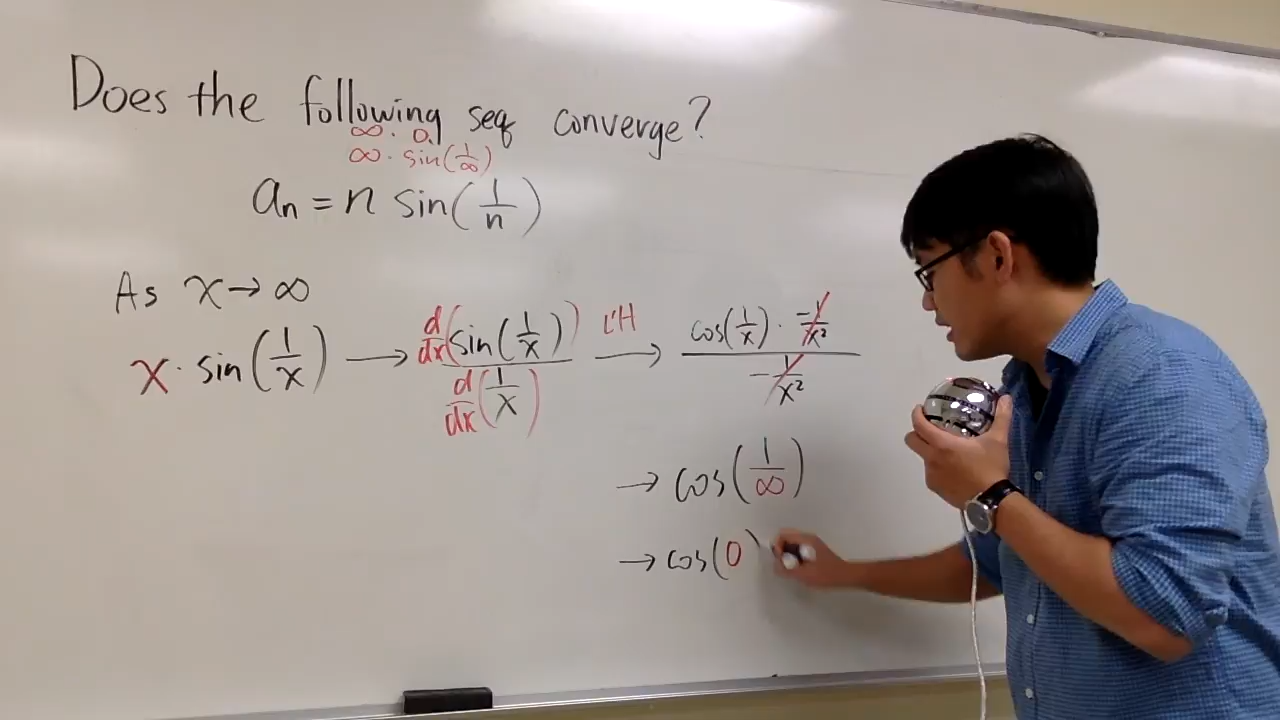 Does the following seq converge?
∞ · 0
∞ · sin(1/∞)
aₙ = n sin(1/n)
As x → ∞
x · sin(1/x) → d/dx(sin(1/x)) / d/dx(1/x) L'H → cos(1/x) · -1/x² / -1/x²
→ cos(1/∞)
→ cos(0)